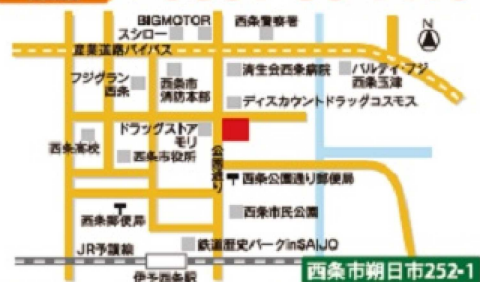 BIGMOTOR
スシロー
西条警察署
N
産業道路バイパス
フジグラン
西条
西条市
消防本部
済生会西条病院
パルティ・フジ
西条玉津
ディスカウントドラッグコスモス
ドラッグストア
モリ
西条高校
西条市役所
公園通り
西条公園通り郵便局
西条郵便局
西条市民公園
JR予讃線
鉄道歴史パークinSAIJO
伊予西条駅
西条市朔日市252-1